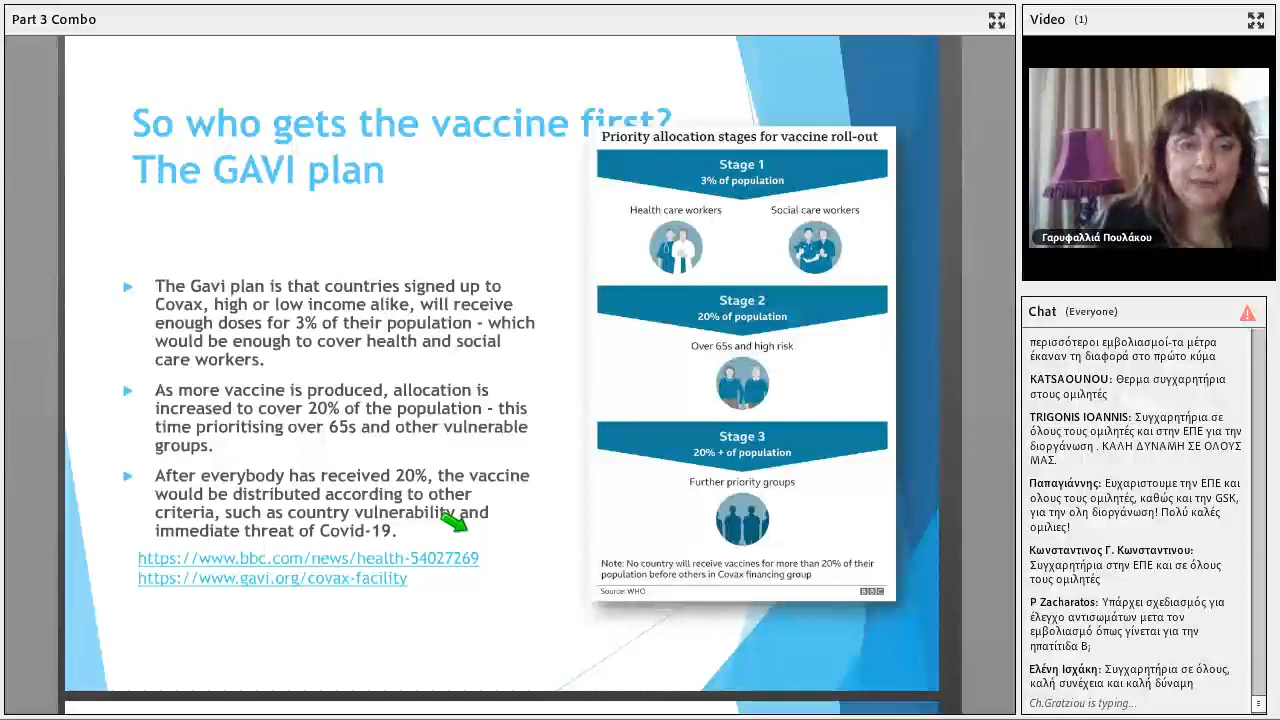 Part 3 Combo
So who gets the vaccine first?
The GAVI plan
The Gavi plan is that countries signed up to
Covax, high or low income alike, will receive
enough doses for 3% of their population - which
would be enough to cover health and social
care workers.
As more vaccine is produced, allocation is
increased to cover 20% of the population - this
time prioritising over 65s and other vulnerable
groups.
After everybody has received 20%, the vaccine
would be distributed according to other
criteria, such as country vulnerability and
immediate threat of Covid-19.
https://www.bbc.com/news/health-54027269
https://www.gavi.org/covax-facility
Priority allocation stages for vaccine roll-out
Stage 1
3% of population
Health care workers
Social care workers
Stage 2
20% of population
Over 65s and high risk
Stage 3
20% + of population
Further priority groups
Note: No country will receive vaccines for more than 20% of their
population before others in Covax financing group
Source: WHO
BBC
Video (1)
Γαρυφαλλιά Πουλάκου
Chat (Everyone)
περισσότεροι εμβολιασμοί-τα μέτρα
έκαναν τη διαφορά στο πρώτο κύμα
KATSAOUNOU: Θερμα συγχαρητήρια
στους ομιλητές
TRIGONIS IOANNIS: Συγχαρητήρια σε
όλους τους ομιλητές και στην ΕΠΕ για την
διοργάνωση . ΚΑΛΗ ΔΥΝΑΜΗ ΣΕ ΟΛΟΥΣ
ΜΑΣ.
Παπαγιάννης: Ευχαριστουμε την ΕΠΕ και
ολους τους ομιλητές, καθώς και την GSK,
για την ολη διοργάνωση! Πολύ καλές
ομιλιες!
Κωνσταντινος Γ. Κωνσταντινου:
Συγχαρητήρια στην ΕΠΕ και σε όλους
τους ομιλητές
P Zacharatos: Υπάρχει σχεδιασμός για
έλεγχο αντισωμάτων μετα τον
εμβολιασμό όπως γίνεται για την
ηπατίτιδα Β;
Ελένη Ισχάκη: Συγχαρητήρια σε όλους,
καλή συνέχεια και καλή δύναμη
Ch.Gratziou is typing...